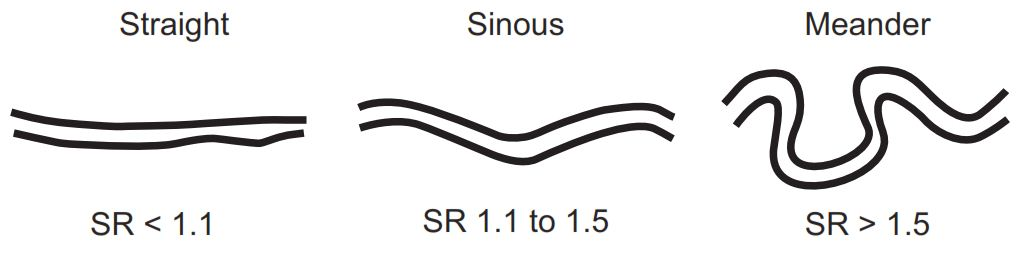 Straight
Sinous
Meander
SR < 1.1
SR 1.1 to 1.5
SR > 1.5